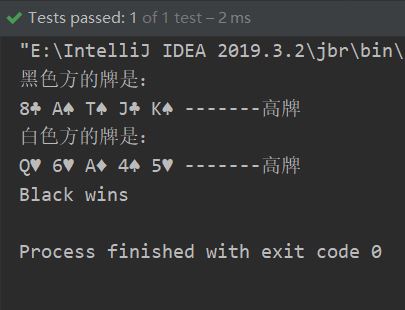 Tests passed: 1 of 1 test – 2 ms
"E:\IntelliJ IDEA 2019.3.2\jbr\bin\
黑色方的牌是:
8♣ A♠ T♠ J♣ K♠ -------高牌
白色方的牌是:
Q♥ 6♥ A♦ 4♠ 5♥ -------高牌
Black wins
Process finished with exit code 0